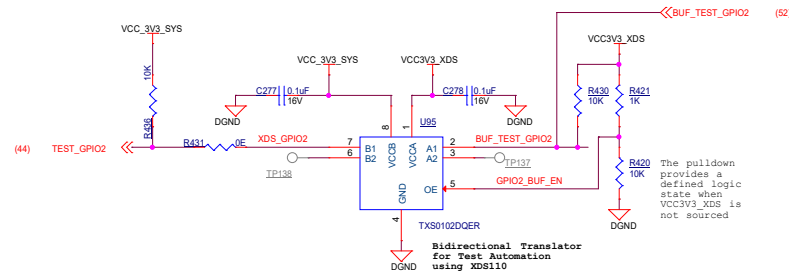 BUF_TEST_GPIO2 (52)
VCC_3V3_SYS
VCC_3V3_SYS
VCC3V3_XDS
VCC3V3_XDS
10K
R436
C277 0.1uF
16V
DGND
C278 0.1uF
16V
DGND
R430
10K
R421
1K
U95
8
1
(44) TEST_GPIO2
R431 0E
XDS_GPIO2
7
6
B1
B2
VCCB
VCCA
A1
A2
2
3
BUF_TEST_GPIO2
TP138
TP137
GND
OE
5
GPIO2_BUF_EN
R420
10K
The pulldown
provides a
defined logic
state when
VCC3V3_XDS is
not sourced
4
TXS0102DQER
DGND
DGND
Bidirectional Translator
for Test Automation
using XDS110